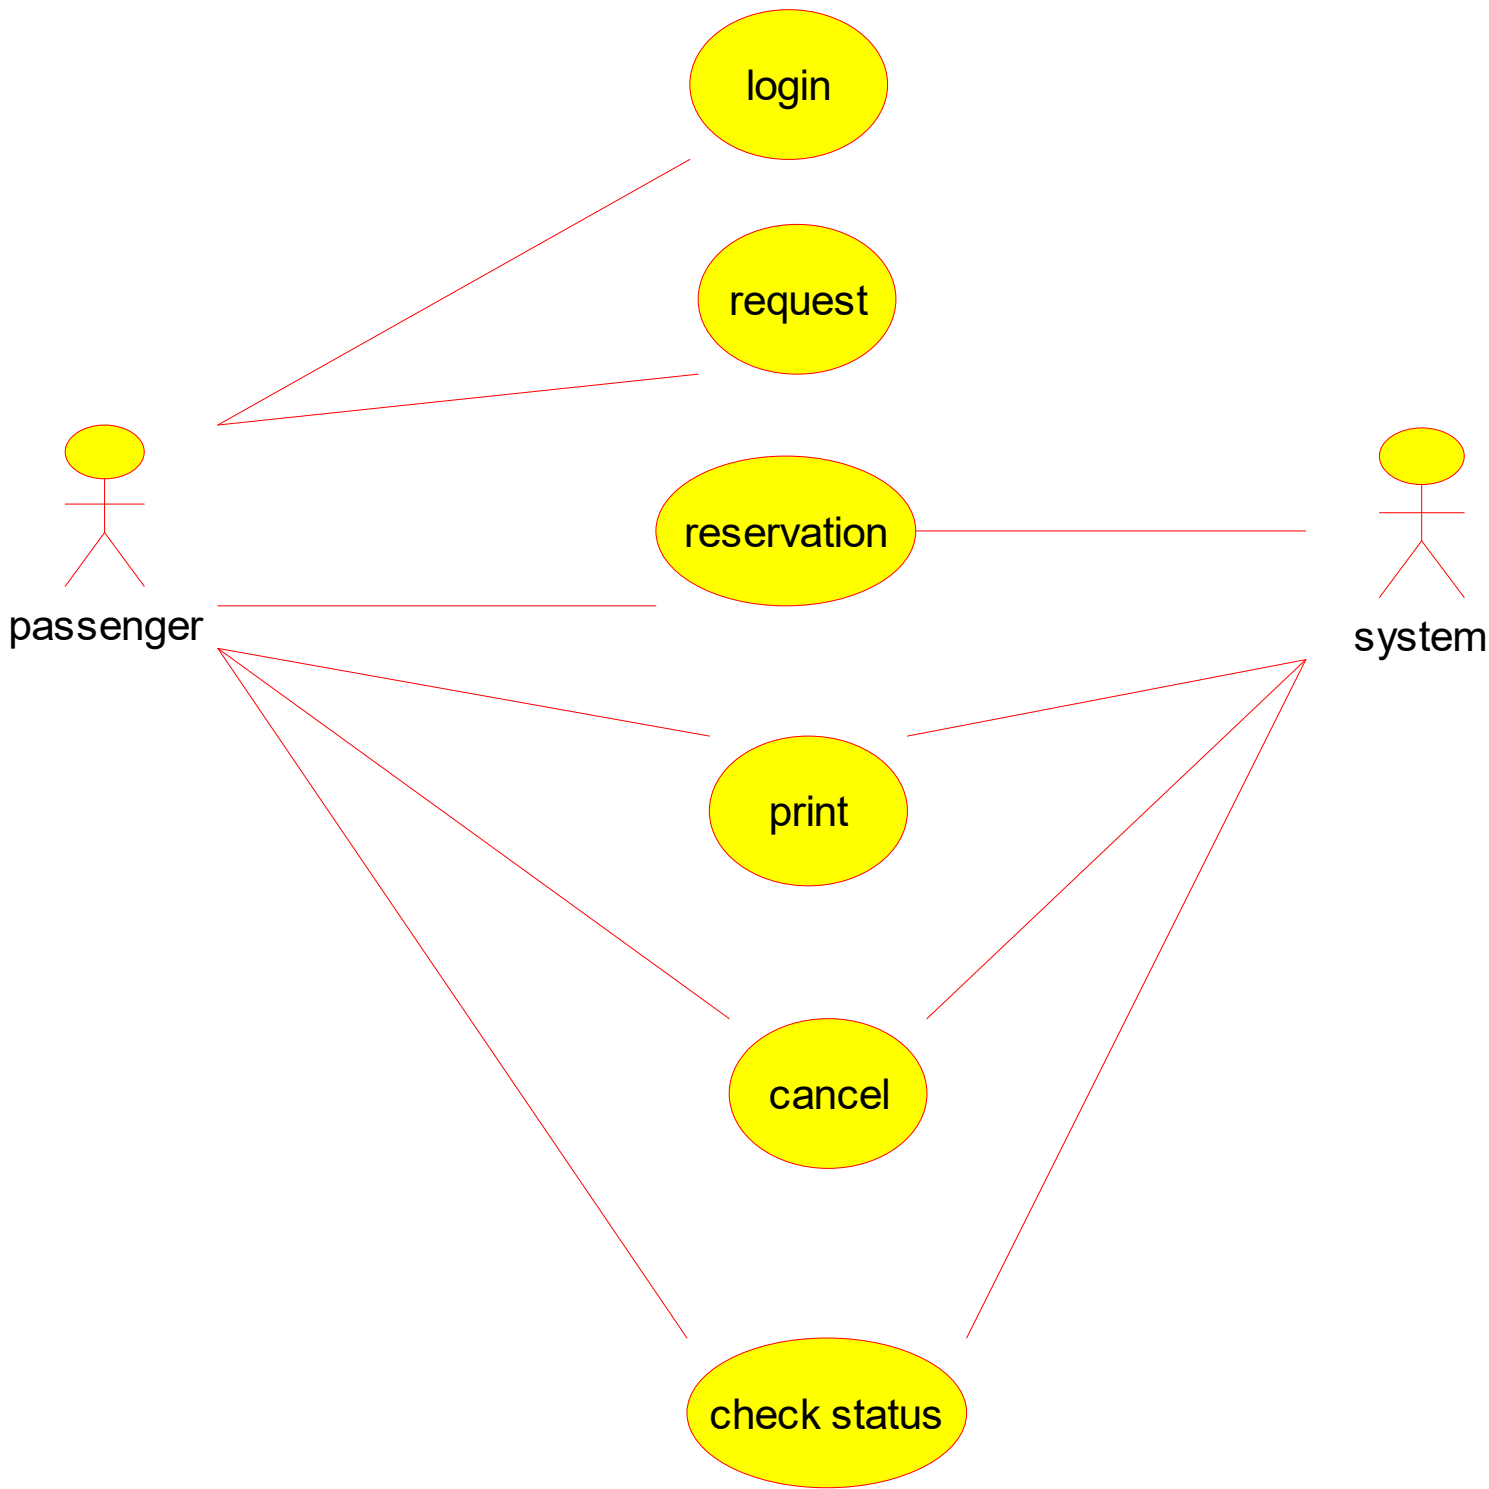 login
request
reservation
passenger
system
print
cancel
check status